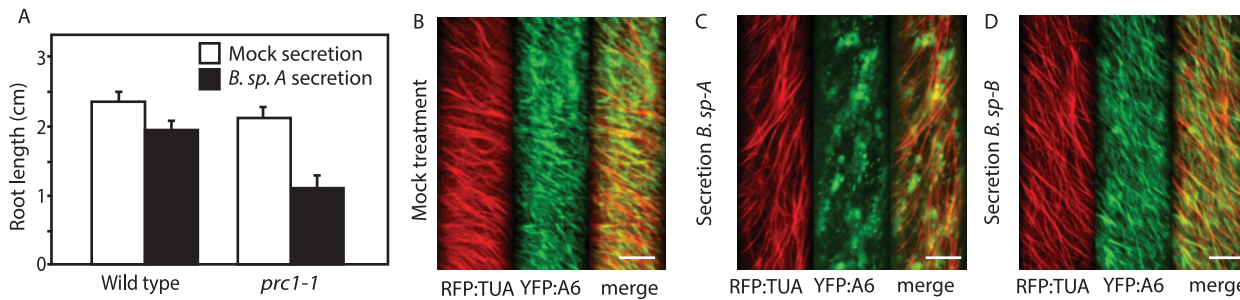 A
Root length (cm)
3
2
1
0
Mock secretion
B. sp. A secretion
Wild type
prc1-1
B
Mock treatment
RFP:TUA YFP:A6 merge
C
Secretion B. sp-A
RFP:TUA YFP:A6 merge
D
Secretion B. sp-B
RFP:TUA YFP:A6 merge